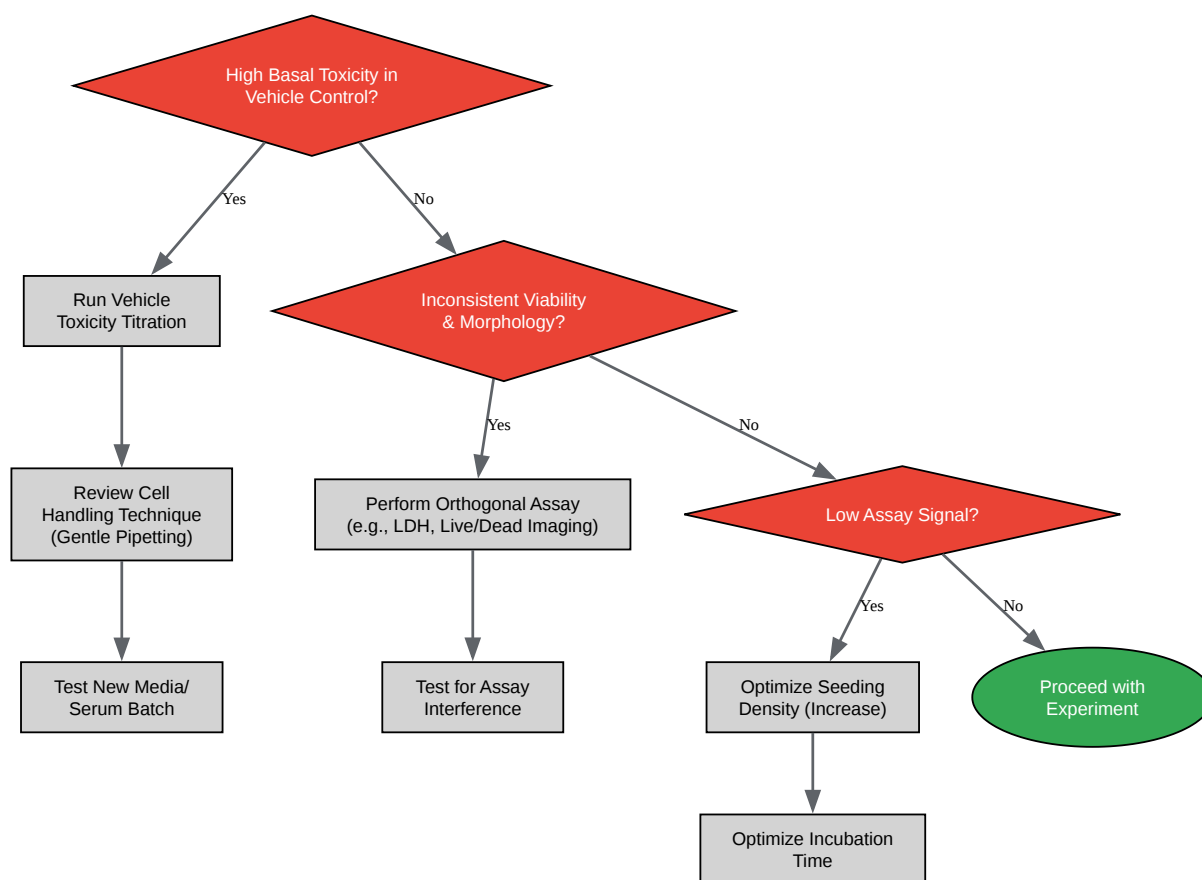 High Basal Toxicity in
Vehicle Control?
Yes
No
Run Vehicle
Toxicity Titration
Inconsistent Viability
& Morphology?
Yes
No
Review Cell
Handling Technique
(Gentle Pipetting)
Perform Orthogonal Assay
(e.g., LDH, Live/Dead Imaging)
Low Assay Signal?
Yes
No
Test New Media/
Serum Batch
Test for Assay
Interference
Optimize Seeding
Density (Increase)
Proceed with
Experiment
Optimize Incubation
Time